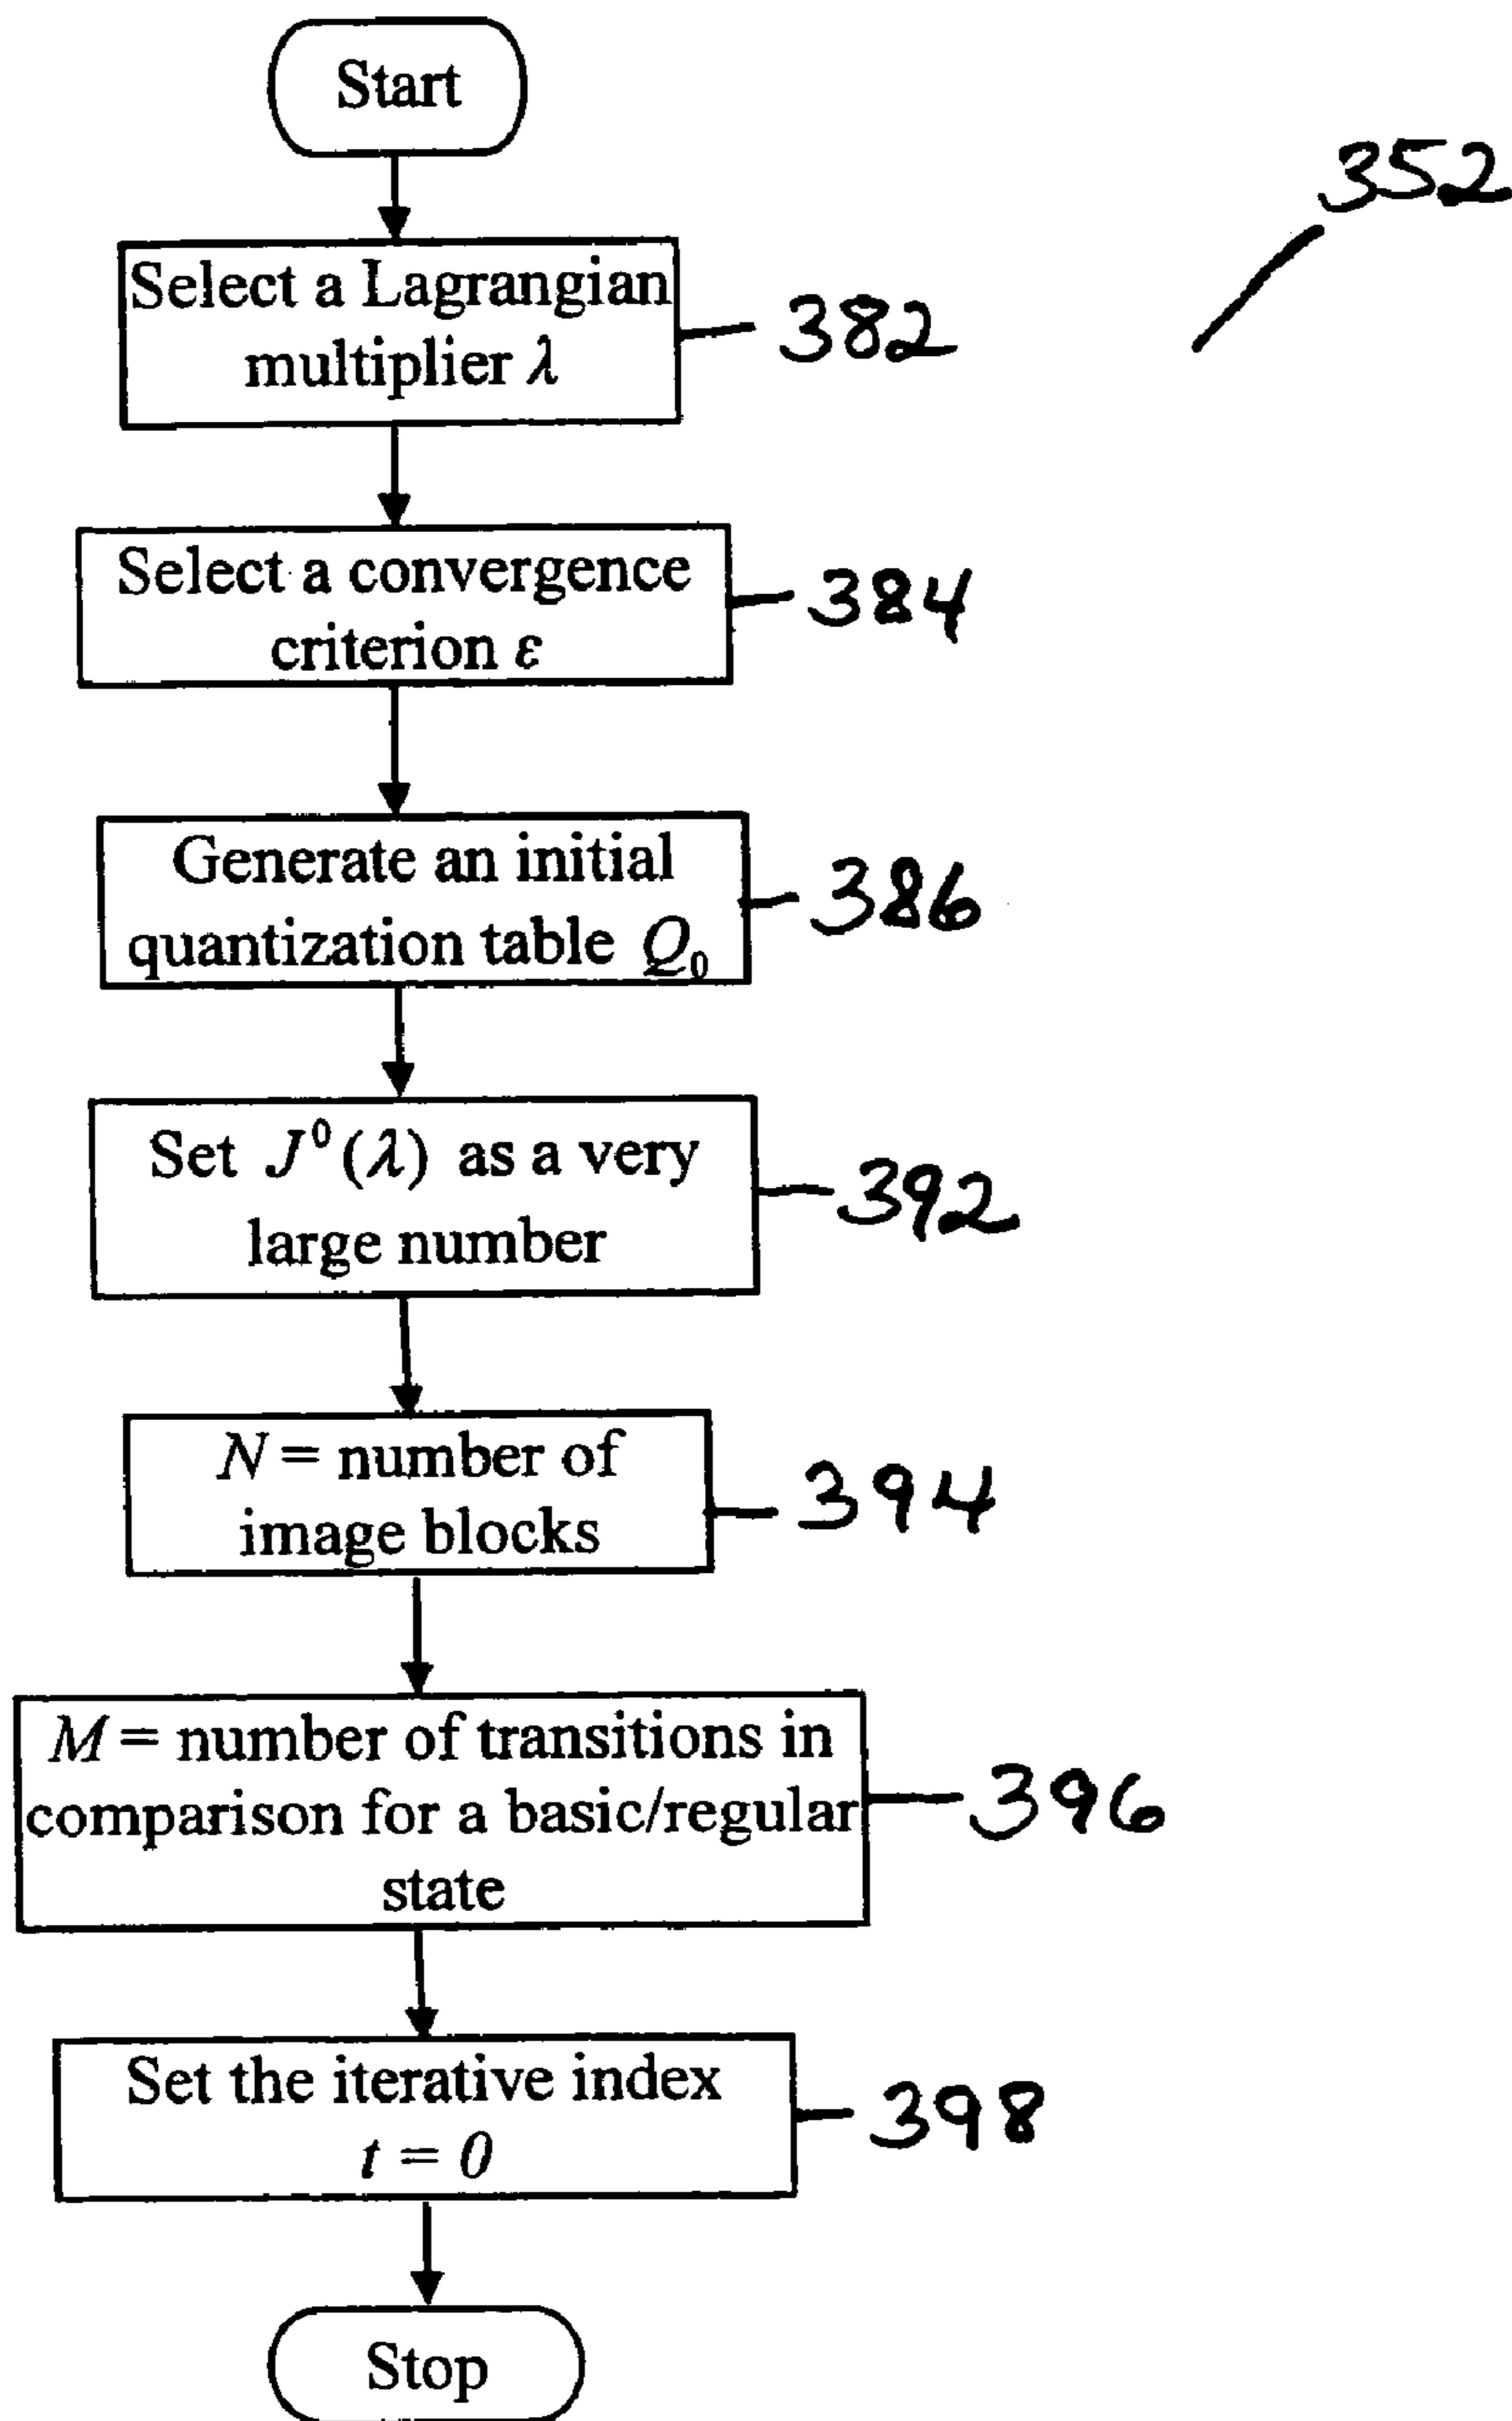 Start
352
Select a Lagrangian
multiplier λ
382
Select a convergence
criterion ε
384
Generate an initial
quantization table Q₀
386
Set J⁰(λ) as a very
large number
392
N = number of
image blocks
394
M = number of transitions in
comparison for a basic/regular
state
396
Set the iterative index
t = 0
398
Stop